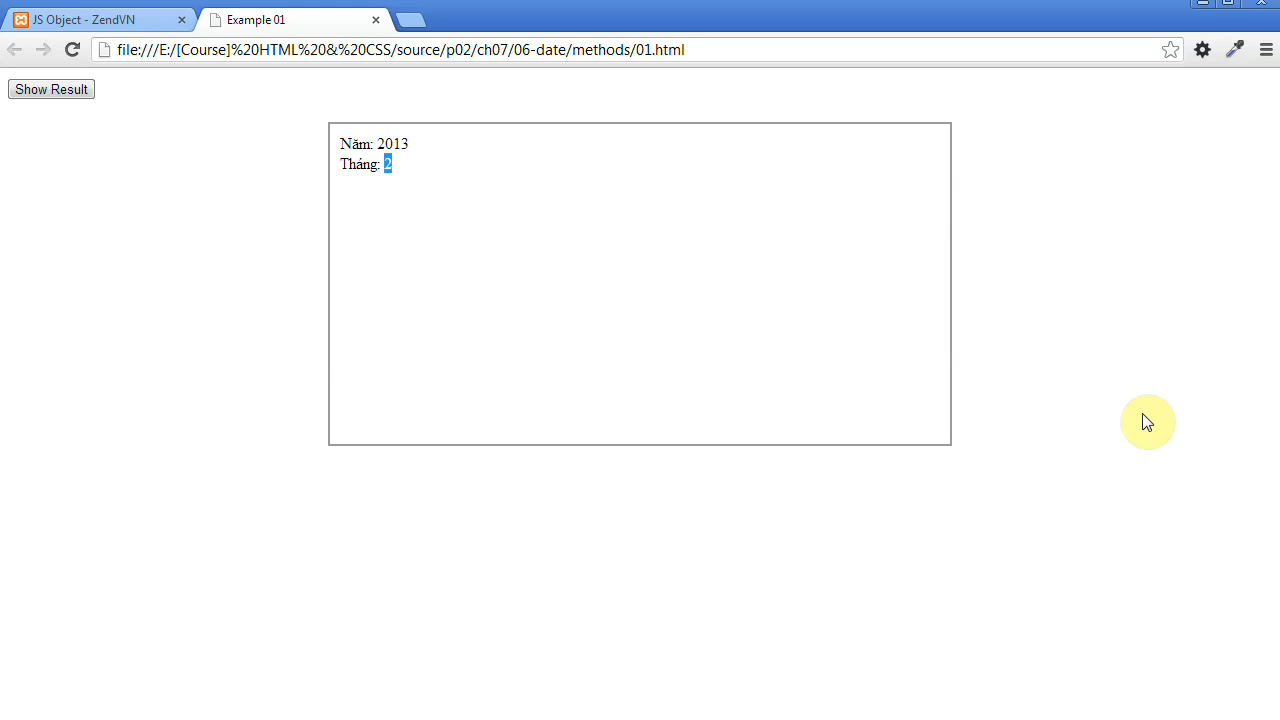 JS Object - ZendVN
Example 01
file:///E:/[Course]%20HTML%20&%20CSS/source/p02/ch07/06-date/methods/01.html
Show Result
Năm: 2013
Tháng: 2